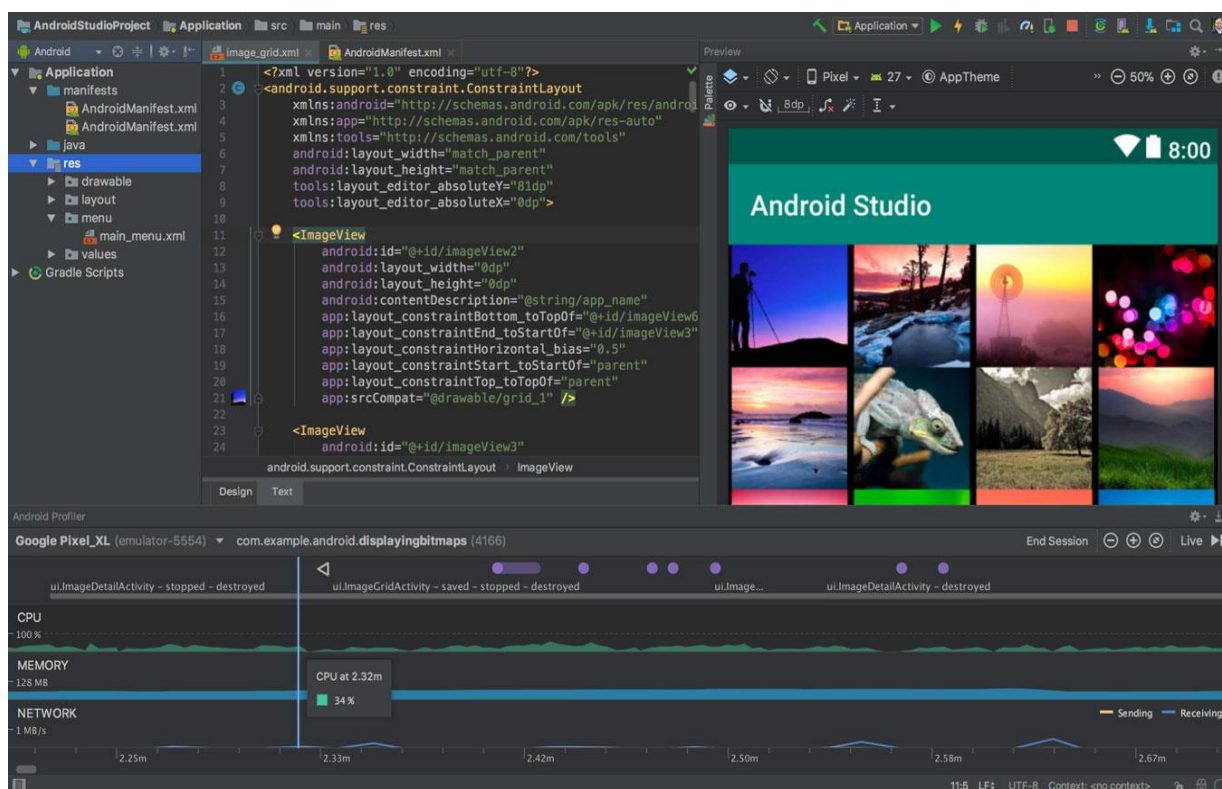 AndroidStudioProject Application src main res
Application
Android
image_grid.xml
AndroidManifest.xml
Preview
Application
manifests
AndroidManifest.xml
AndroidManifest.xml
java
res
drawable
layout
menu
main_menu.xml
values
Gradle Scripts
1 <?xml version="1.0" encoding="utf-8"?>
2 <android.support.constraint.ConstraintLayout
3 xmlns:android="http://schemas.android.com/apk/res/androi
4 xmlns:app="http://schemas.android.com/apk/res-auto"
5 xmlns:tools="http://schemas.android.com/tools"
6 android:layout_width="match_parent"
7 android:layout_height="match_parent"
8 tools:layout_editor_absoluteY="81dp"
9 tools:layout_editor_absoluteX="0dp">
10
11 <ImageView
12 android:id="@+id/imageView2"
13 android:layout_width="0dp"
14 android:layout_height="0dp"
15 android:contentDescription="@string/app_name"
16 app:layout_constraintBottom_toTopOf="@+id/imageView6
17 app:layout_constraintEnd_toStartOf="@+id/imageView3"
18 app:layout_constraintHorizontal_bias="0.5"
19 app:layout_constraintStart_toStartOf="parent"
20 app:layout_constraintTop_toTopOf="parent"
21 app:srcCompat="@drawable/grid_1" />
22
23 <ImageView
24 android:id="@+id/imageView3"
android.support.constraint.ConstraintLayout › ImageView
Design Text
Palette
Pixel 27 AppTheme » 50%
8dp
8:00
Android Studio
Android Profiler
Google Pixel_XL (emulator-5554) com.example.android.displayingbitmaps (4166) End Session Live
ui.ImageDetailActivity – stopped – destroyed ui.ImageGridActivity – saved – stopped – destroyed ui.Image... ui.ImageDetailActivity – destroyed
CPU
100 %
MEMORY
128 MB
CPU at 2.32m
34 %
NETWORK
Sending Receiving
1 MB/s
2.25m 2.33m 2.42m 2.50m 2.58m 2.67m
11:5 LF÷ UTF-8 Context: <no context>